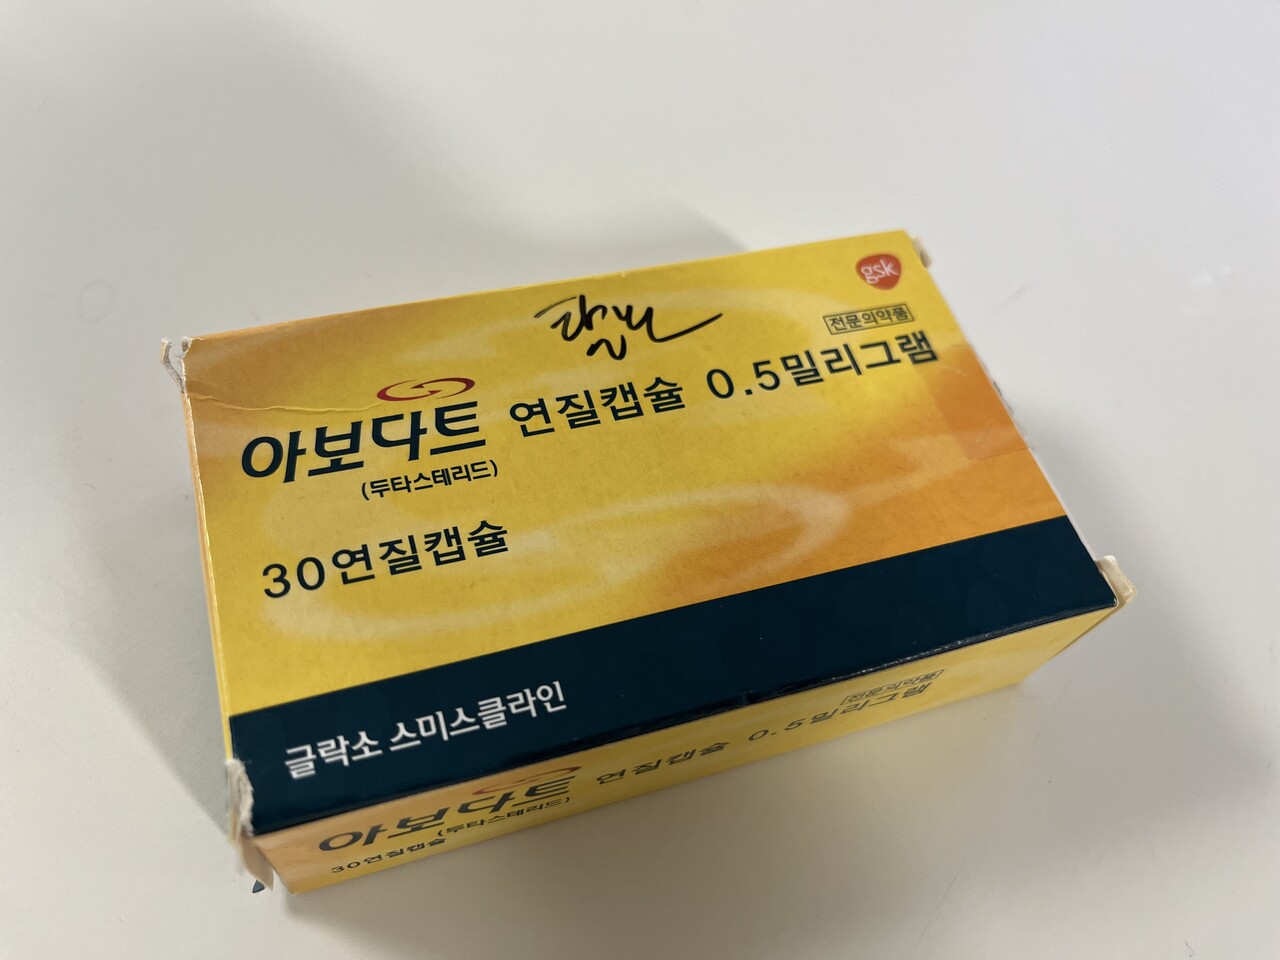 gsk
탈모
전문의약품
아보다트 연질캡슐 0.5밀리그램
(두타스테리드)
30연질캡슐
글락소 스미스클라인
전문의약품
아보다트 연질캡슐 0.5밀리그램
(두타스테리드)
30연질캡슐